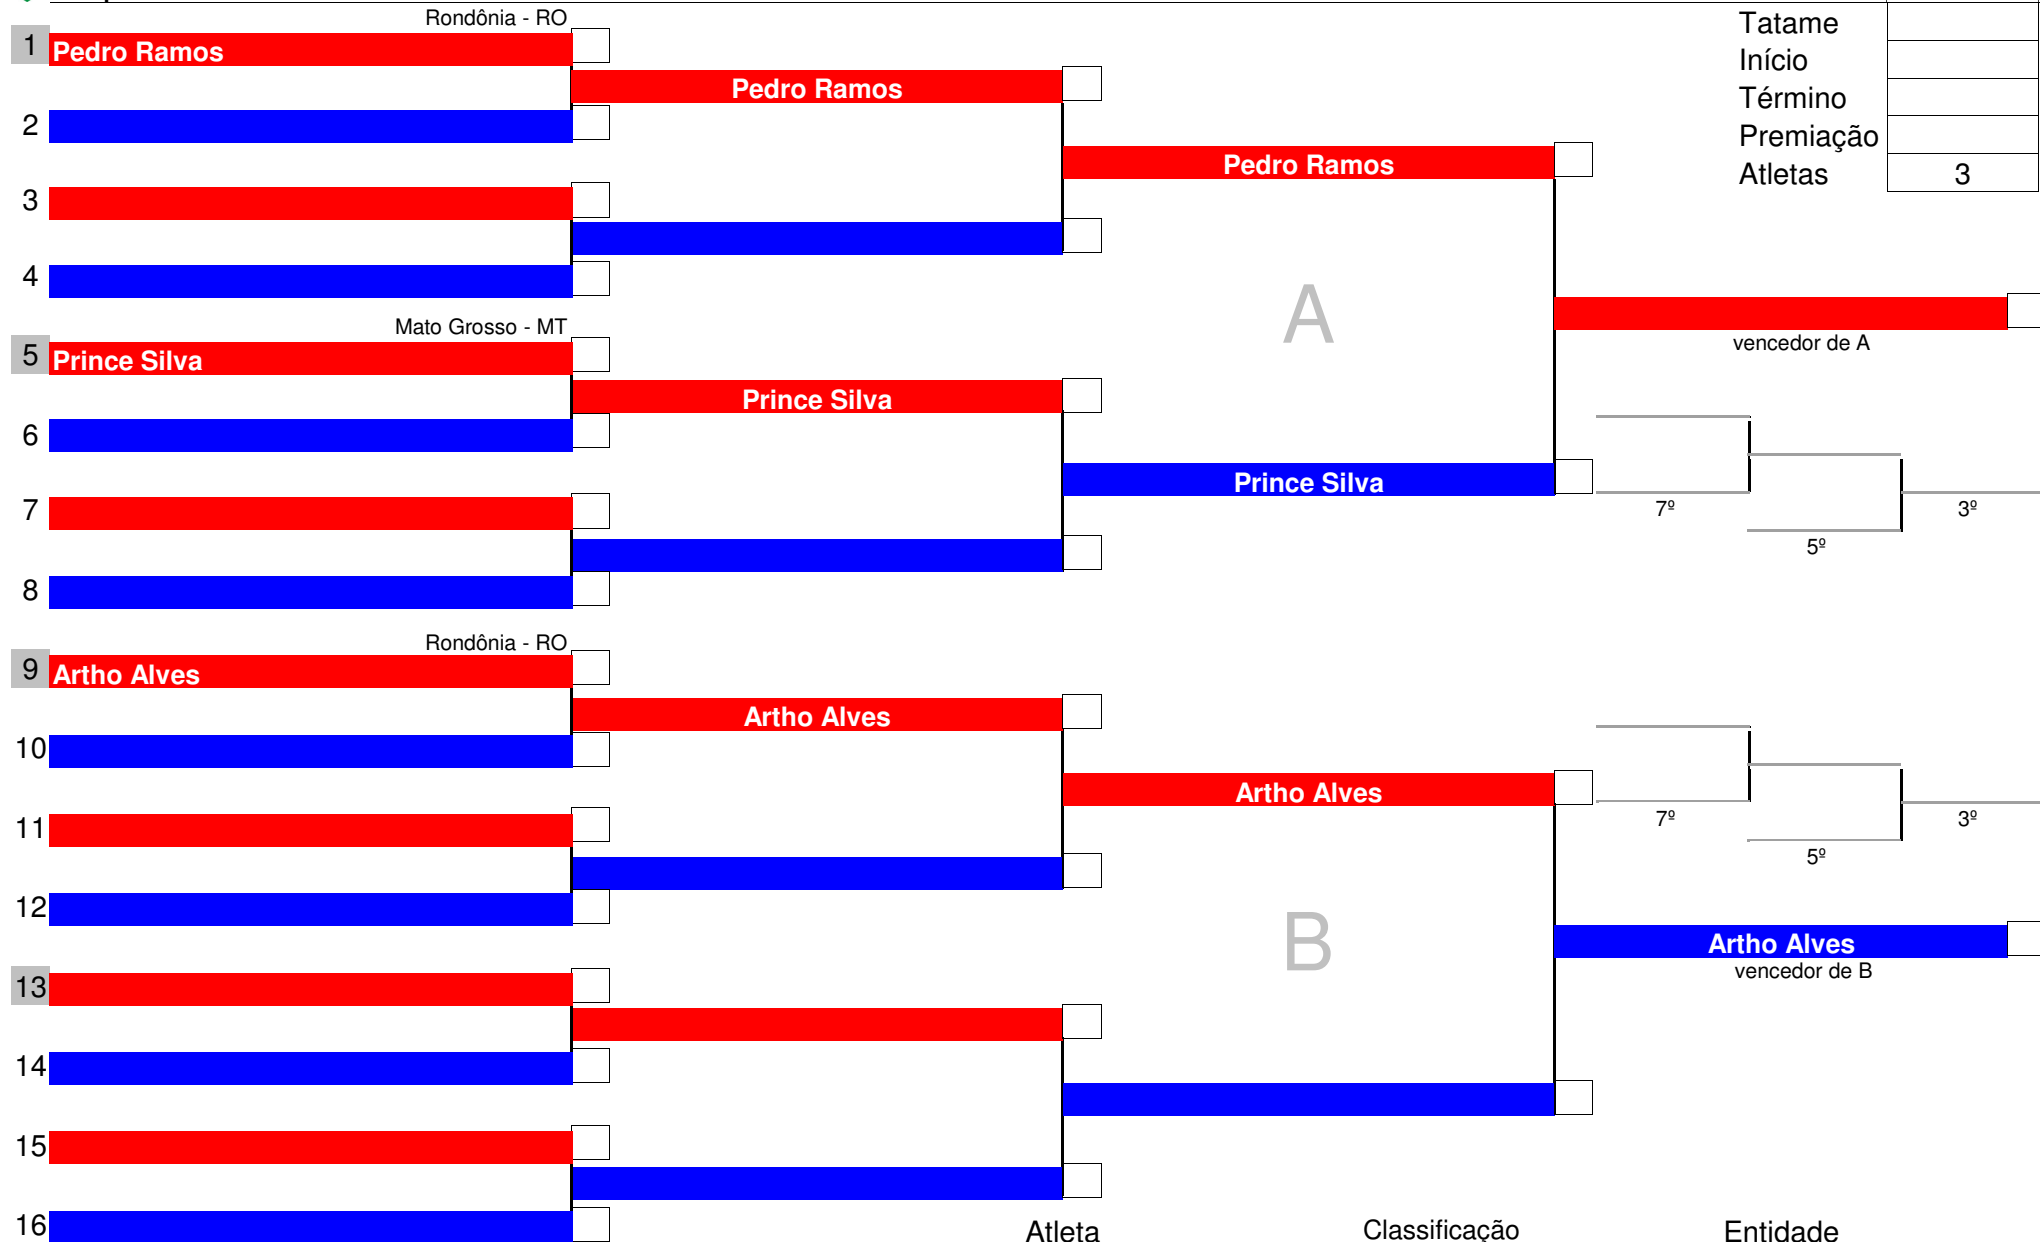 Rondônia - RO
Tatame
1 Pedro Ramos
Início
Pedro Ramos
Término
2
Premiação
Pedro Ramos
Atletas 3
3
4
A
Mato Grosso - MT
vencedor de A
5 Prince Silva
Prince Silva
6
Prince Silva
7
7º 3º
5º
8
Rondônia - RO
9 Artho Alves
Artho Alves
10
Artho Alves
11
7º 3º
5º
12
B
Artho Alves
vencedor de B
13
14
15
16
Atleta Classificação Entidade